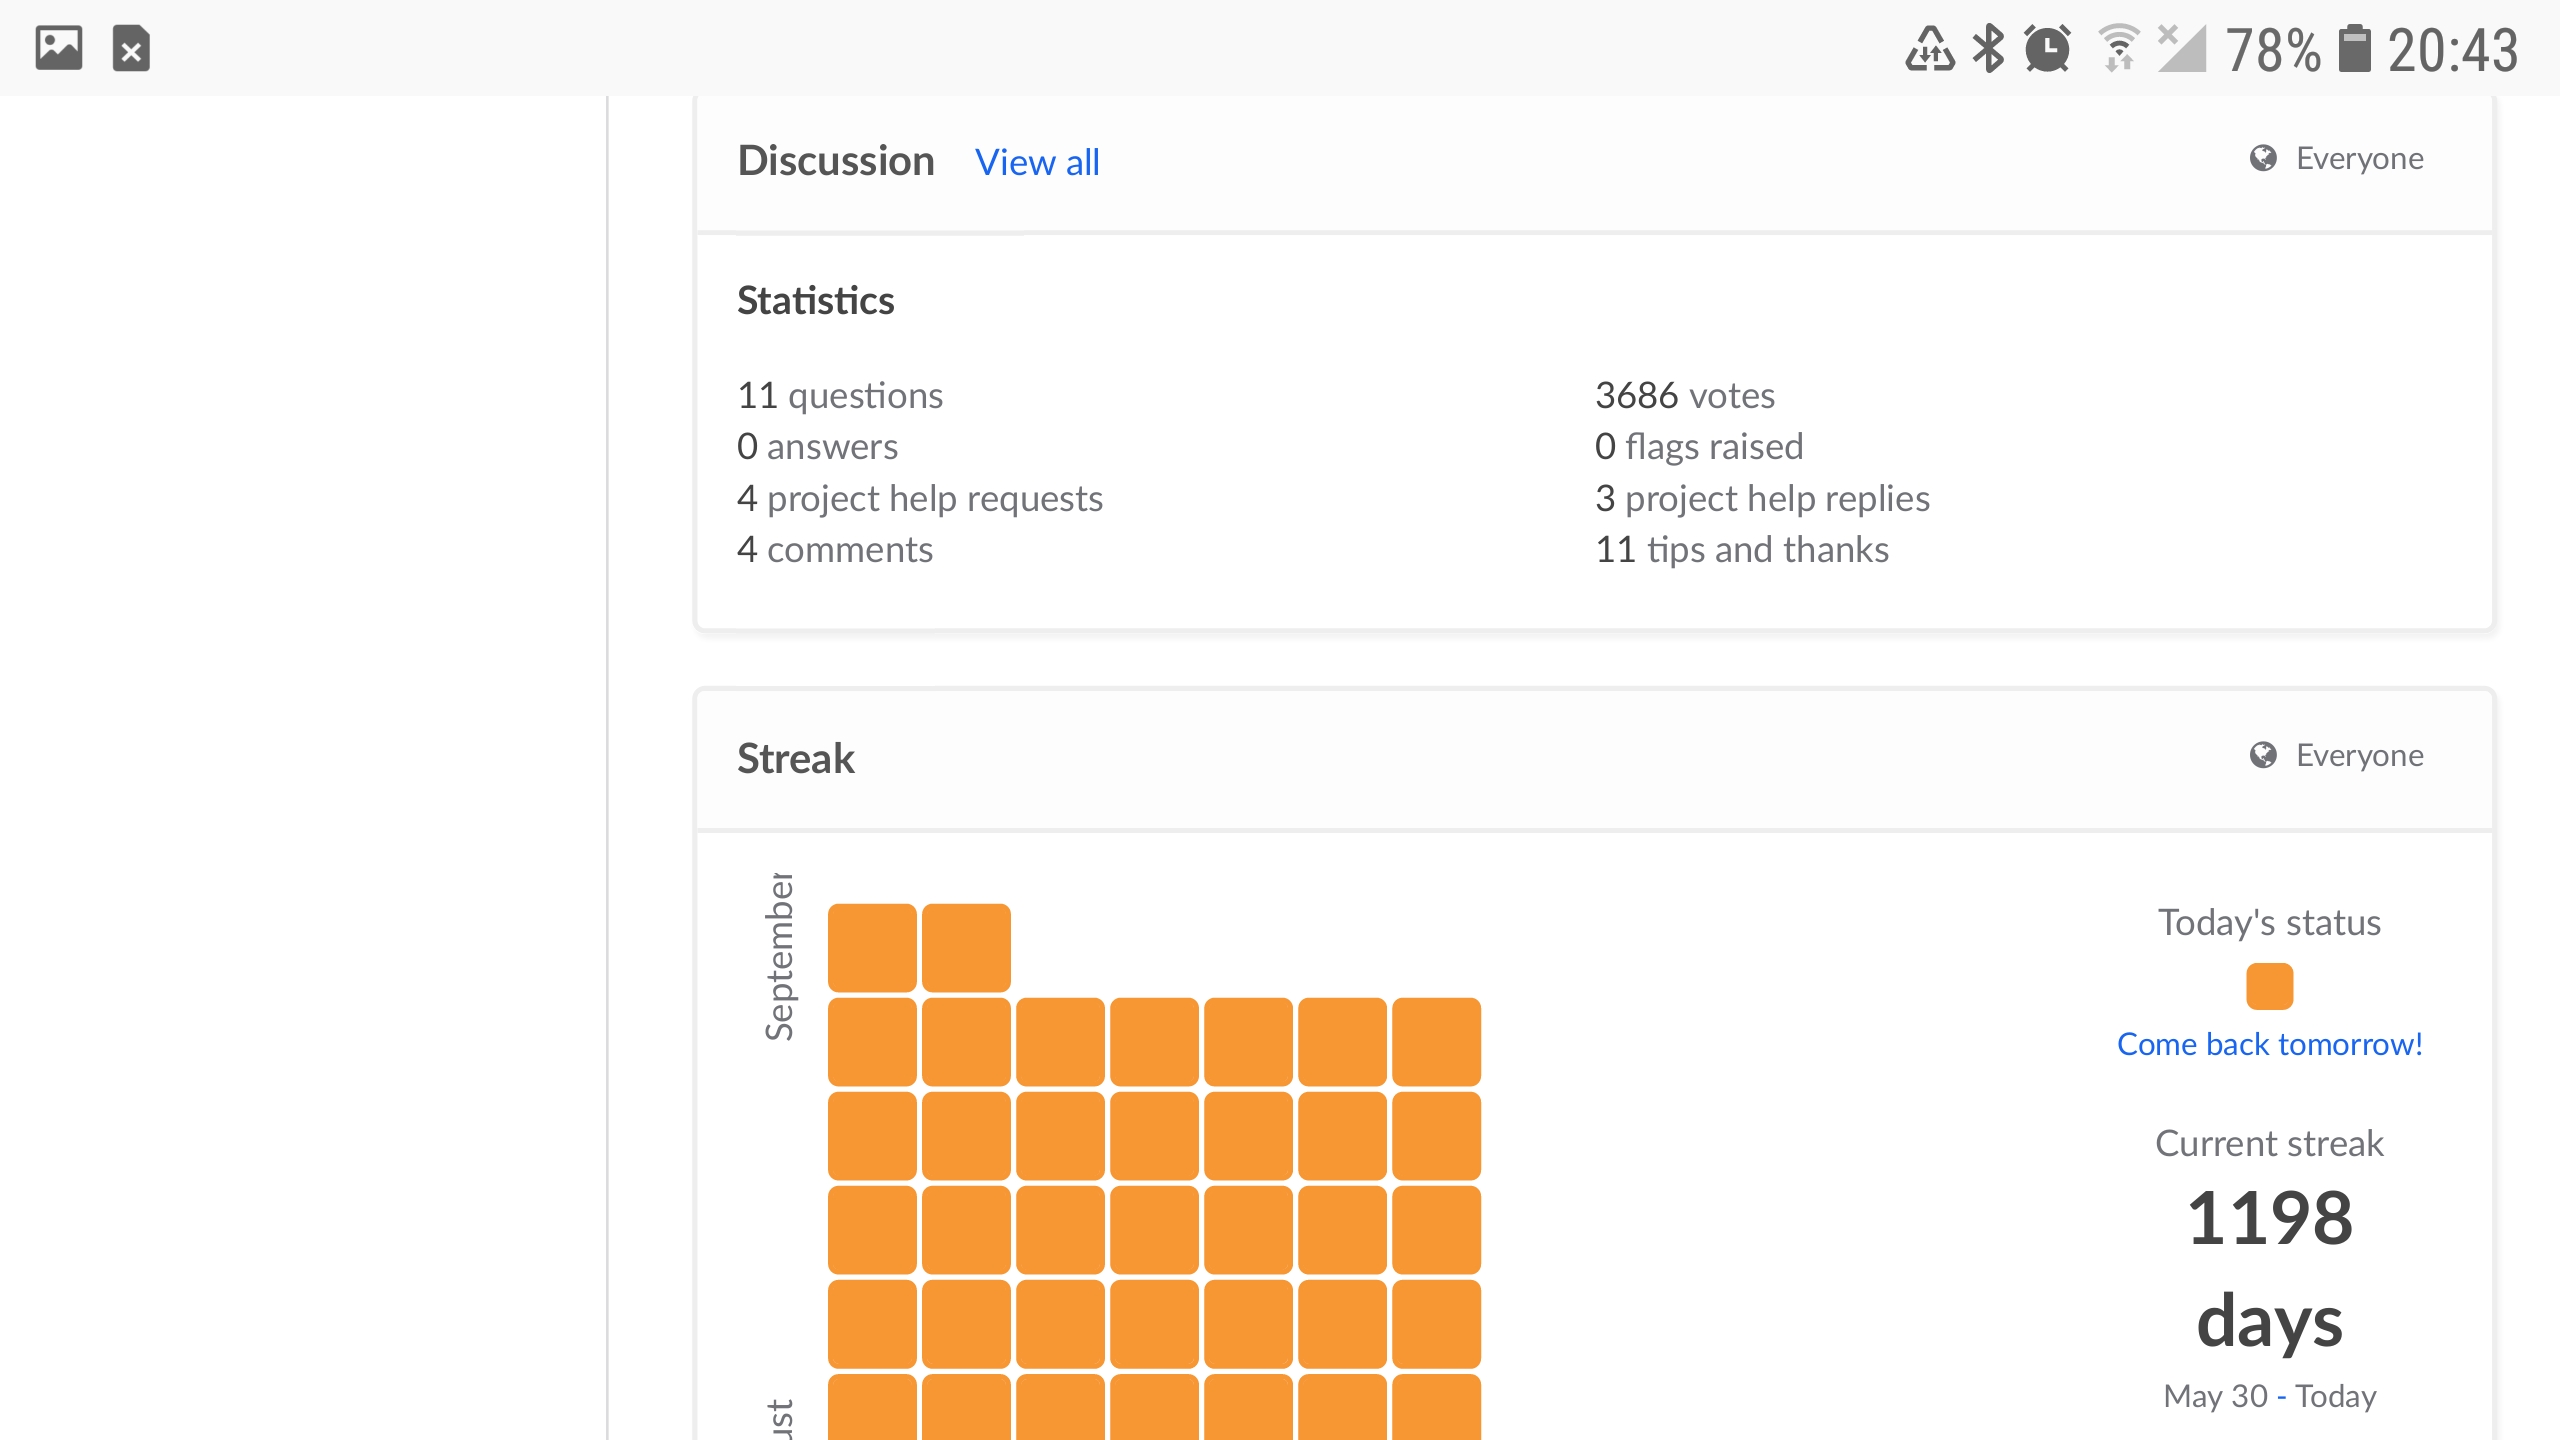 78% 20:43
Discussion View all
Everyone
Statistics
11 questions
0 answers
4 project help requests
4 comments
3686 votes
0 flags raised
3 project help replies
11 tips and thanks
Streak
Everyone
September
ust
Today's status
Come back tomorrow!
Current streak
1198
days
May 30 - Today